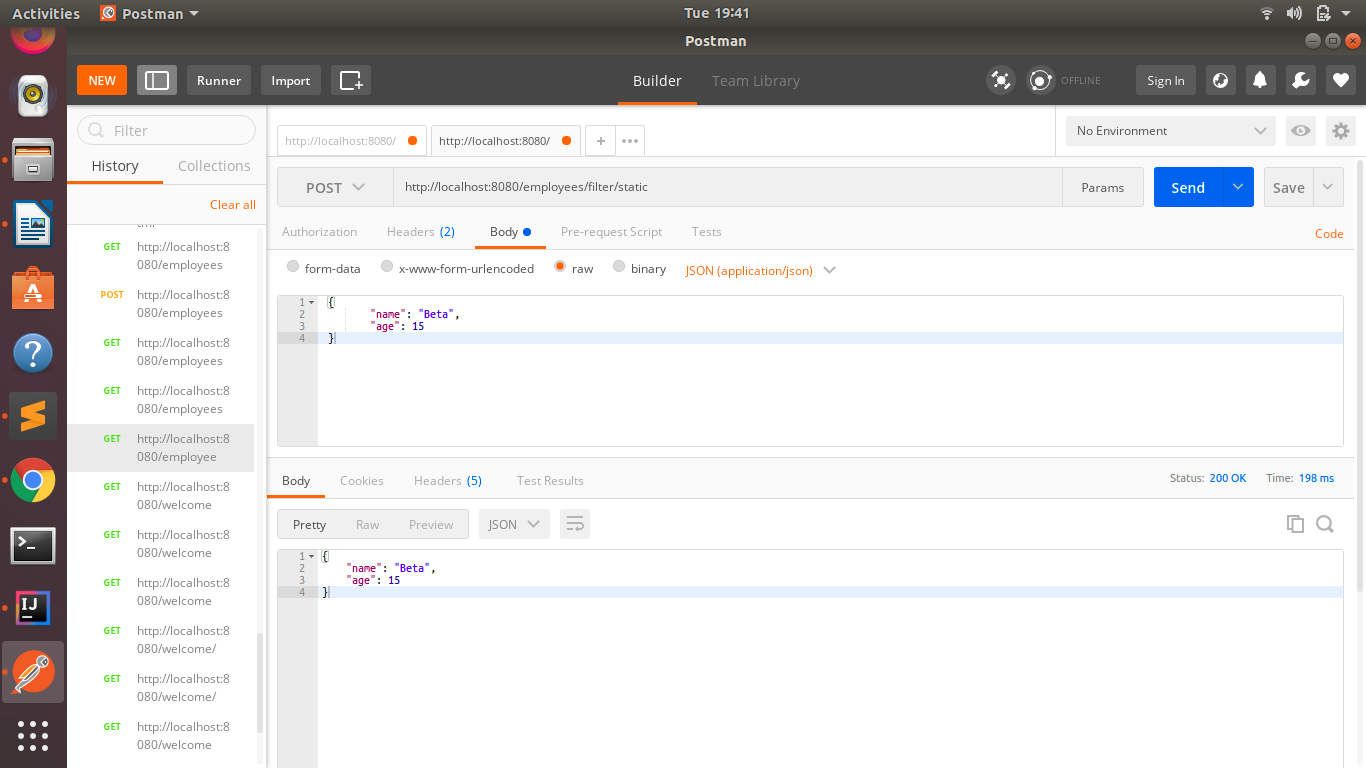 Activities Postman Tue 19:41
Postman
NEW Runner Import Builder Team Library OFFLINE Sign In
Filter
History Collections
Clear all
GET http://localhost:8
080/employees
POST http://localhost:8
080/employees
GET http://localhost:8
080/employees
GET http://localhost:8
080/employees
GET http://localhost:8
080/employee
GET http://localhost:8
080/welcome
GET http://localhost:8
080/welcome
GET http://localhost:8
080/welcome
GET http://localhost:8
080/welcome/
GET http://localhost:8
080/welcome/
GET http://localhost:8
080/welcome
http://localhost:8080/ http://localhost:8080/ + ••• No Environment
POST http://localhost:8080/employees/filter/static Params Send Save
Authorization Headers (2) Body Pre-request Script Tests Code
form-data x-www-form-urlencoded raw binary JSON (application/json)
1 {
2 "name": "Beta",
3 "age": 15
4 }
Body Cookies Headers (5) Test Results Status: 200 OK Time: 198 ms
Pretty Raw Preview JSON
1 {
2 "name": "Beta",
3 "age": 15
4 }
IJ